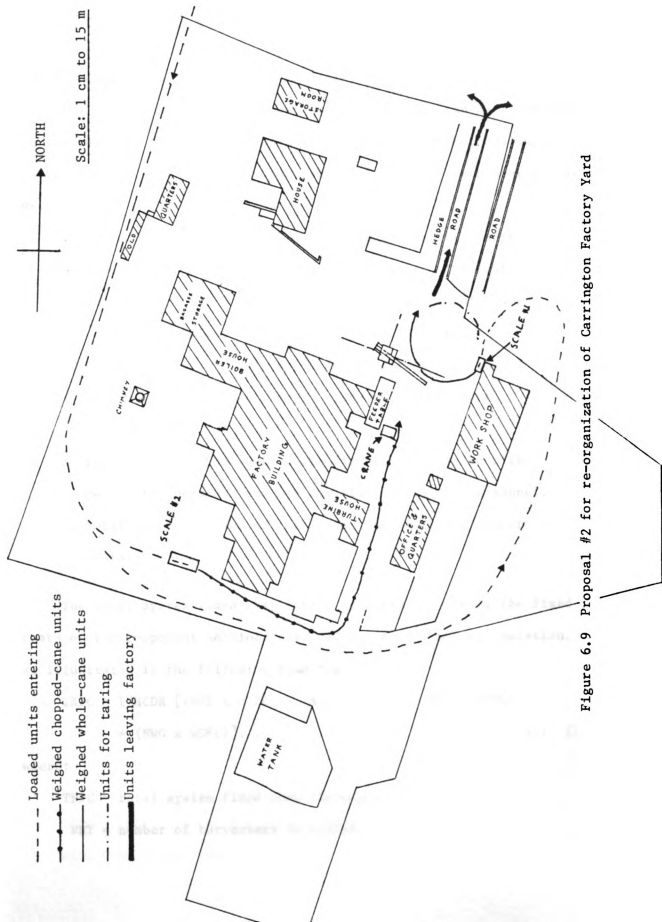 NORTH
Scale: 1 cm to 15 m
--- Loaded units entering
Weighed chopped-cane units
Weighed whole-cane units
Units for taring
Units leaving factory
OLD
QUARTERS
STORAGE
ROOM
HOUSE
BAGASSE
STORAGE
BOILER
HOUSE
CHIMNEY
FACTORY
BUILDING
SCALE #2
TURBINE
HOUSE
CRANE
FEEDER
TABLE
HEDGE
ROAD
ROAD
SCALE #1
WORK SHOP
OFFICE &
QUARTERS
WATER
TANK
Figure 6.9 Proposal #2 for re-organization of Carrington Factory Yard